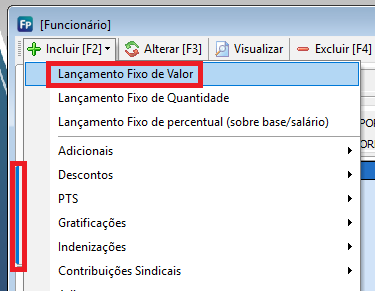 Fp [Funcionário]
Incluir [F2] Alterar [F3] Visualizar Excluir [F4]
Lançamento Fixo de Valor
Lançamento Fixo de Quantidade
Lançamento Fixo de percentual (sobre base/salário)
Adicionais
Descontos
PTS
Gratificações
Indenizações
Contribuições Sindicais